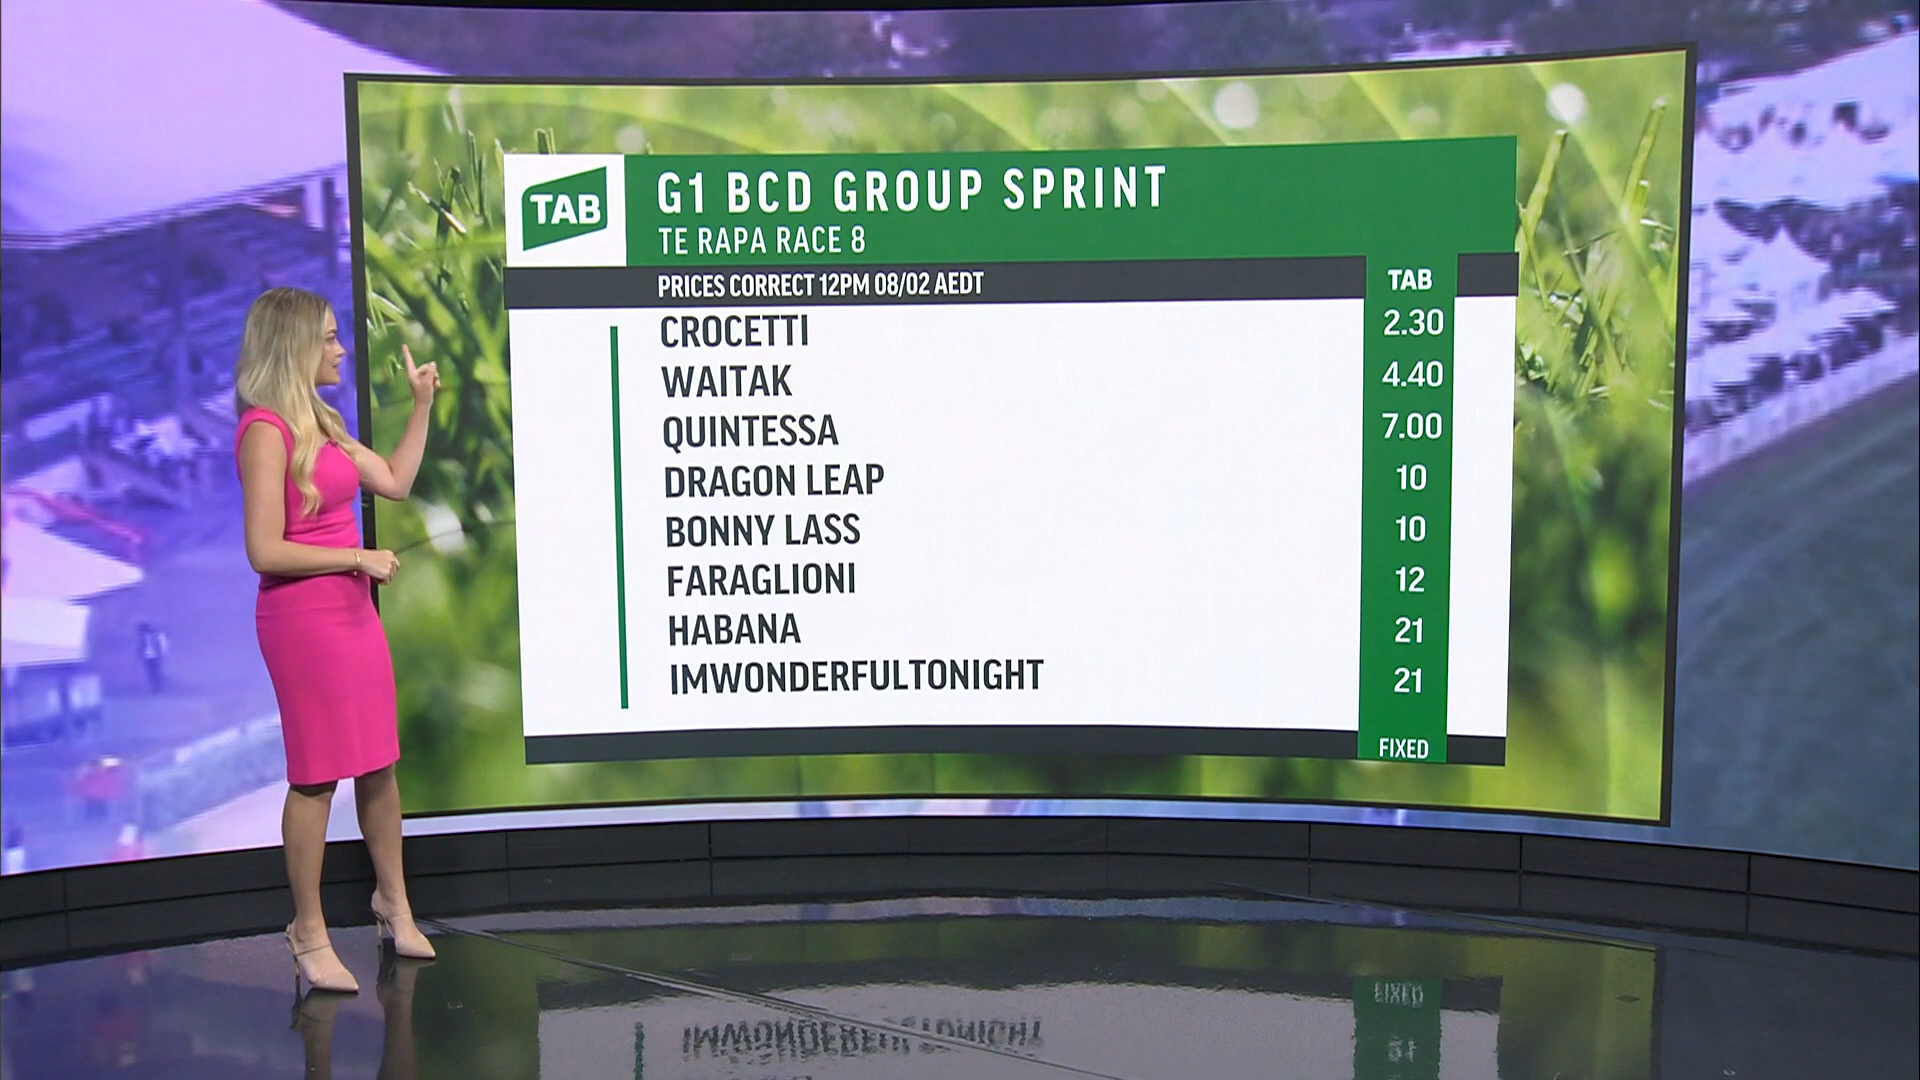 TAB
G1 BCD GROUP SPRINT
TE RAPA RACE 8
PRICES CORRECT 12PM 08/02 AEDT TAB
CROCETTI 2.30
WAITAK 4.40
QUINTESSA 7.00
DRAGON LEAP 10
BONNY LASS 10
FARAGLIONI 12
HABANA 21
IMWONDERFULTONIGHT 21
FIXED